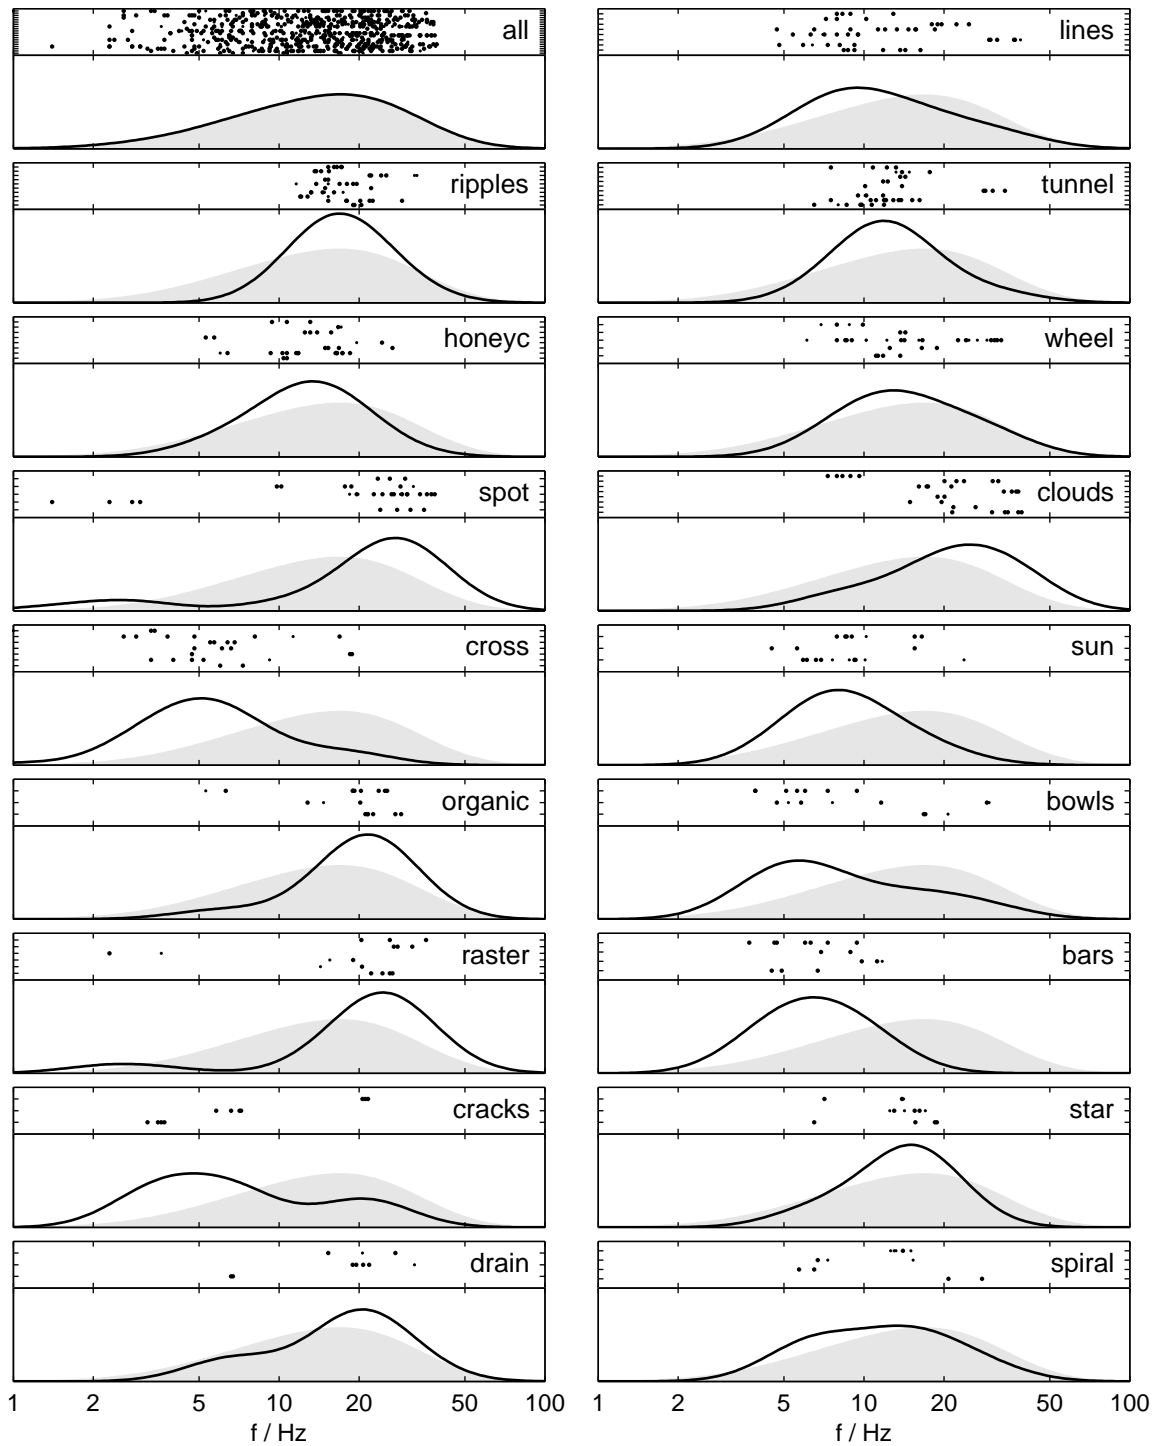 all
lines
ripples
tunnel
honeyc
wheel
spot
clouds
cross
sun
organic
bowls
raster
bars
cracks
star
drain
spiral
1 2 5 10 20 50 100 1 2 5 10 20 50 100
f / Hz f / Hz